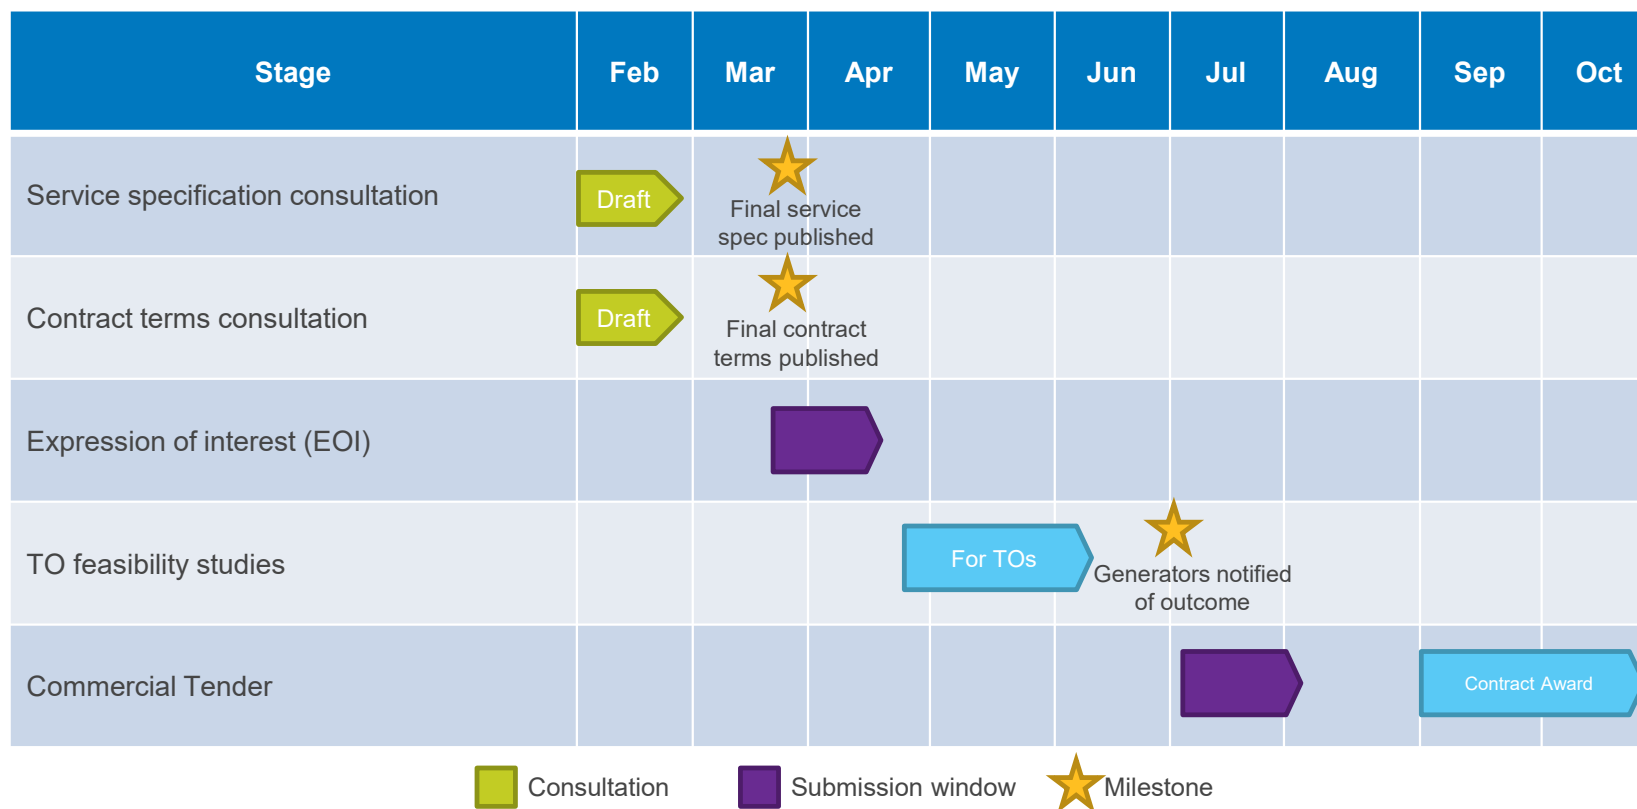 Stage Feb Mar Apr May Jun Jul Aug Sep Oct
Service specification consultation
Draft
Final service
spec published
Contract terms consultation
Draft
Final contract
terms published
Expression of interest (EOI)
TO feasibility studies
For TOs
Generators notified
of outcome
Commercial Tender
Contract Award
Consultation
Submission window
Milestone